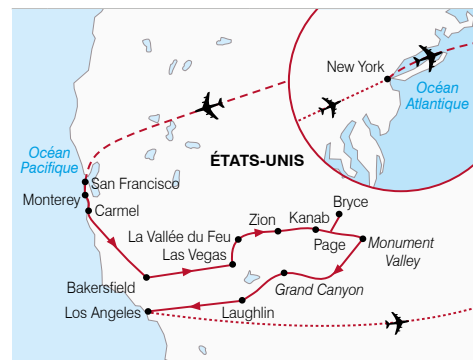 New York
Océan
Atlantique
Océan
Pacifique
ÉTATS-UNIS
San Francisco
Monterey
Carmel
Bryce
Zion
Kanab
La Vallée du Feu
Page
Monument
Valley
Las Vegas
Bakersfield
Grand Canyon
Los Angeles
Laughlin